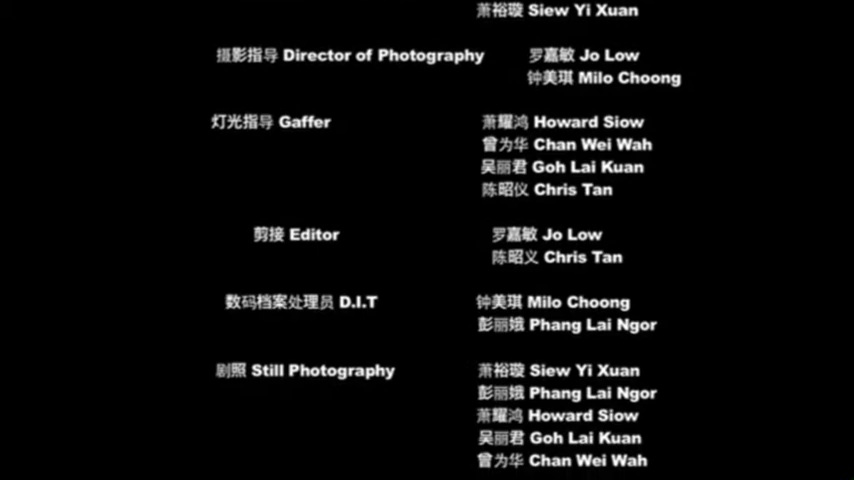 萧裕璇 Siew Yi Xuan
摄影指导 Director of Photography 罗嘉敏 Jo Low
钟美琪 Milo Choong
灯光指导 Gaffer 萧耀鸿 Howard Siow
曾为华 Chan Wei Wah
吴丽君 Goh Lai Kuan
陈昭仪 Chris Tan
剪接 Editor 罗嘉敏 Jo Low
陈昭义 Chris Tan
数码档案处理员 D.I.T 钟美琪 Milo Choong
彭丽娥 Phang Lai Ngor
剧照 Still Photography 萧裕璇 Siew Yi Xuan
彭丽娥 Phang Lai Ngor
萧耀鸿 Howard Siow
吴丽君 Goh Lai Kuan
曾为华 Chan Wei Wah